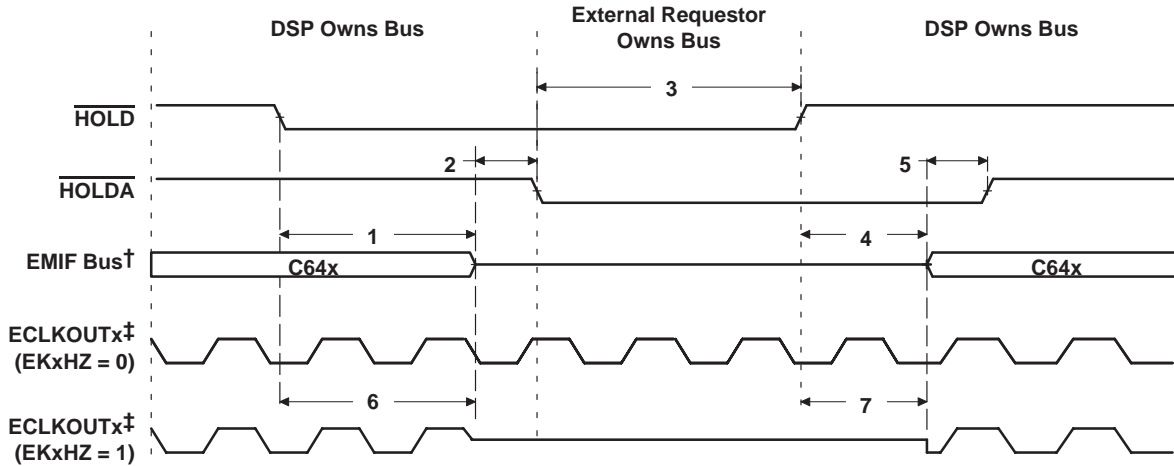 DSP Owns Bus
External Requestor
Owns Bus
DSP Owns Bus
3
HOLD
2
5
HOLDA
1
4
EMIF Bus†
C64x
C64x
ECLKOUTx‡
(EKxHZ = 0)
6
7
ECLKOUTx‡
(EKxHZ = 1)